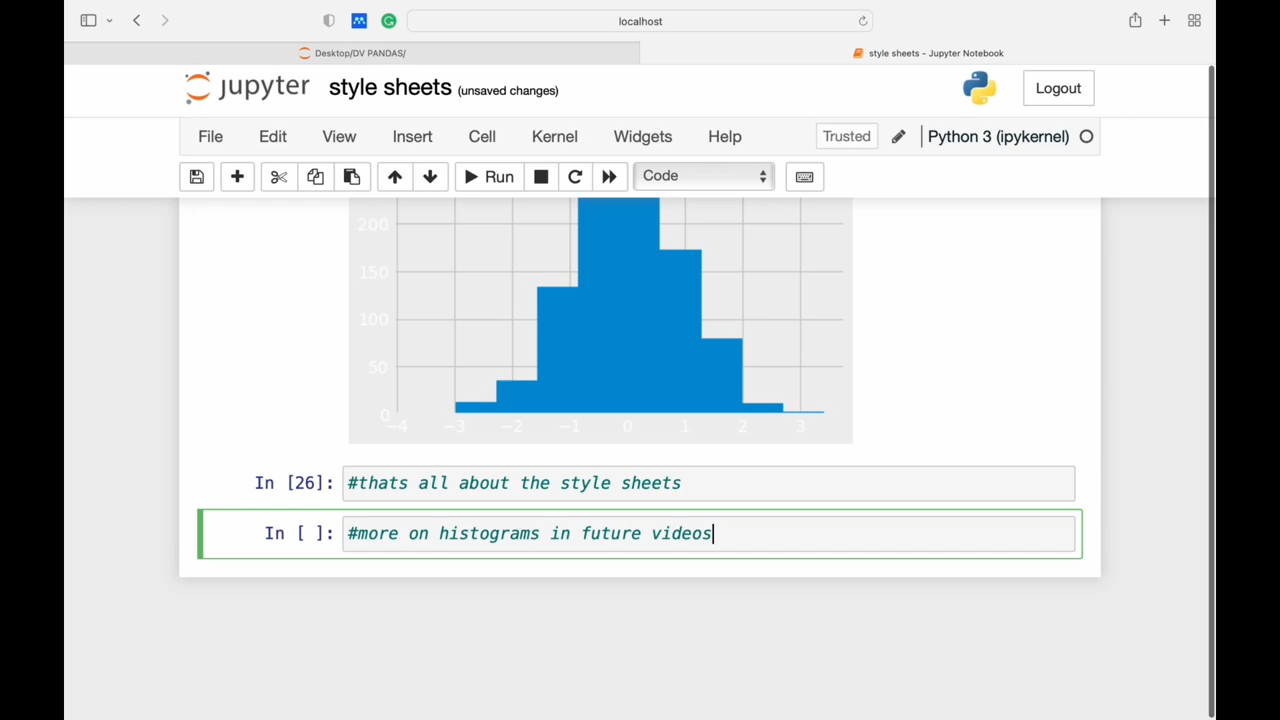 localhost
Desktop/DV PANDAS/
style sheets - Jupyter Notebook
jupyter style sheets (unsaved changes)
Logout
File Edit View Insert Cell Kernel Widgets Help Trusted Python 3 (ipykernel)
Run Code
200
150
100
50
0
−4 −3 −2 −1 0 1 2 3
In [26]: #thats all about the style sheets
In [ ]: #more on histograms in future videos